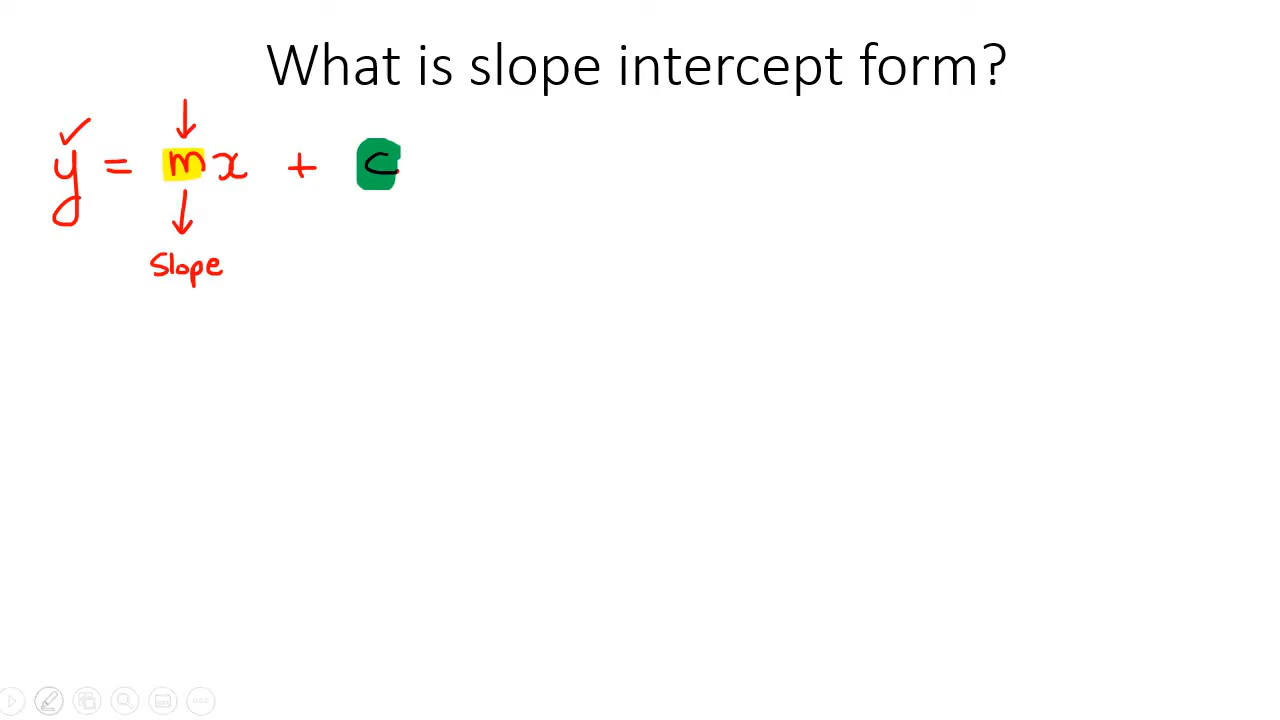 What is slope intercept form?
y = mx + c
Slope